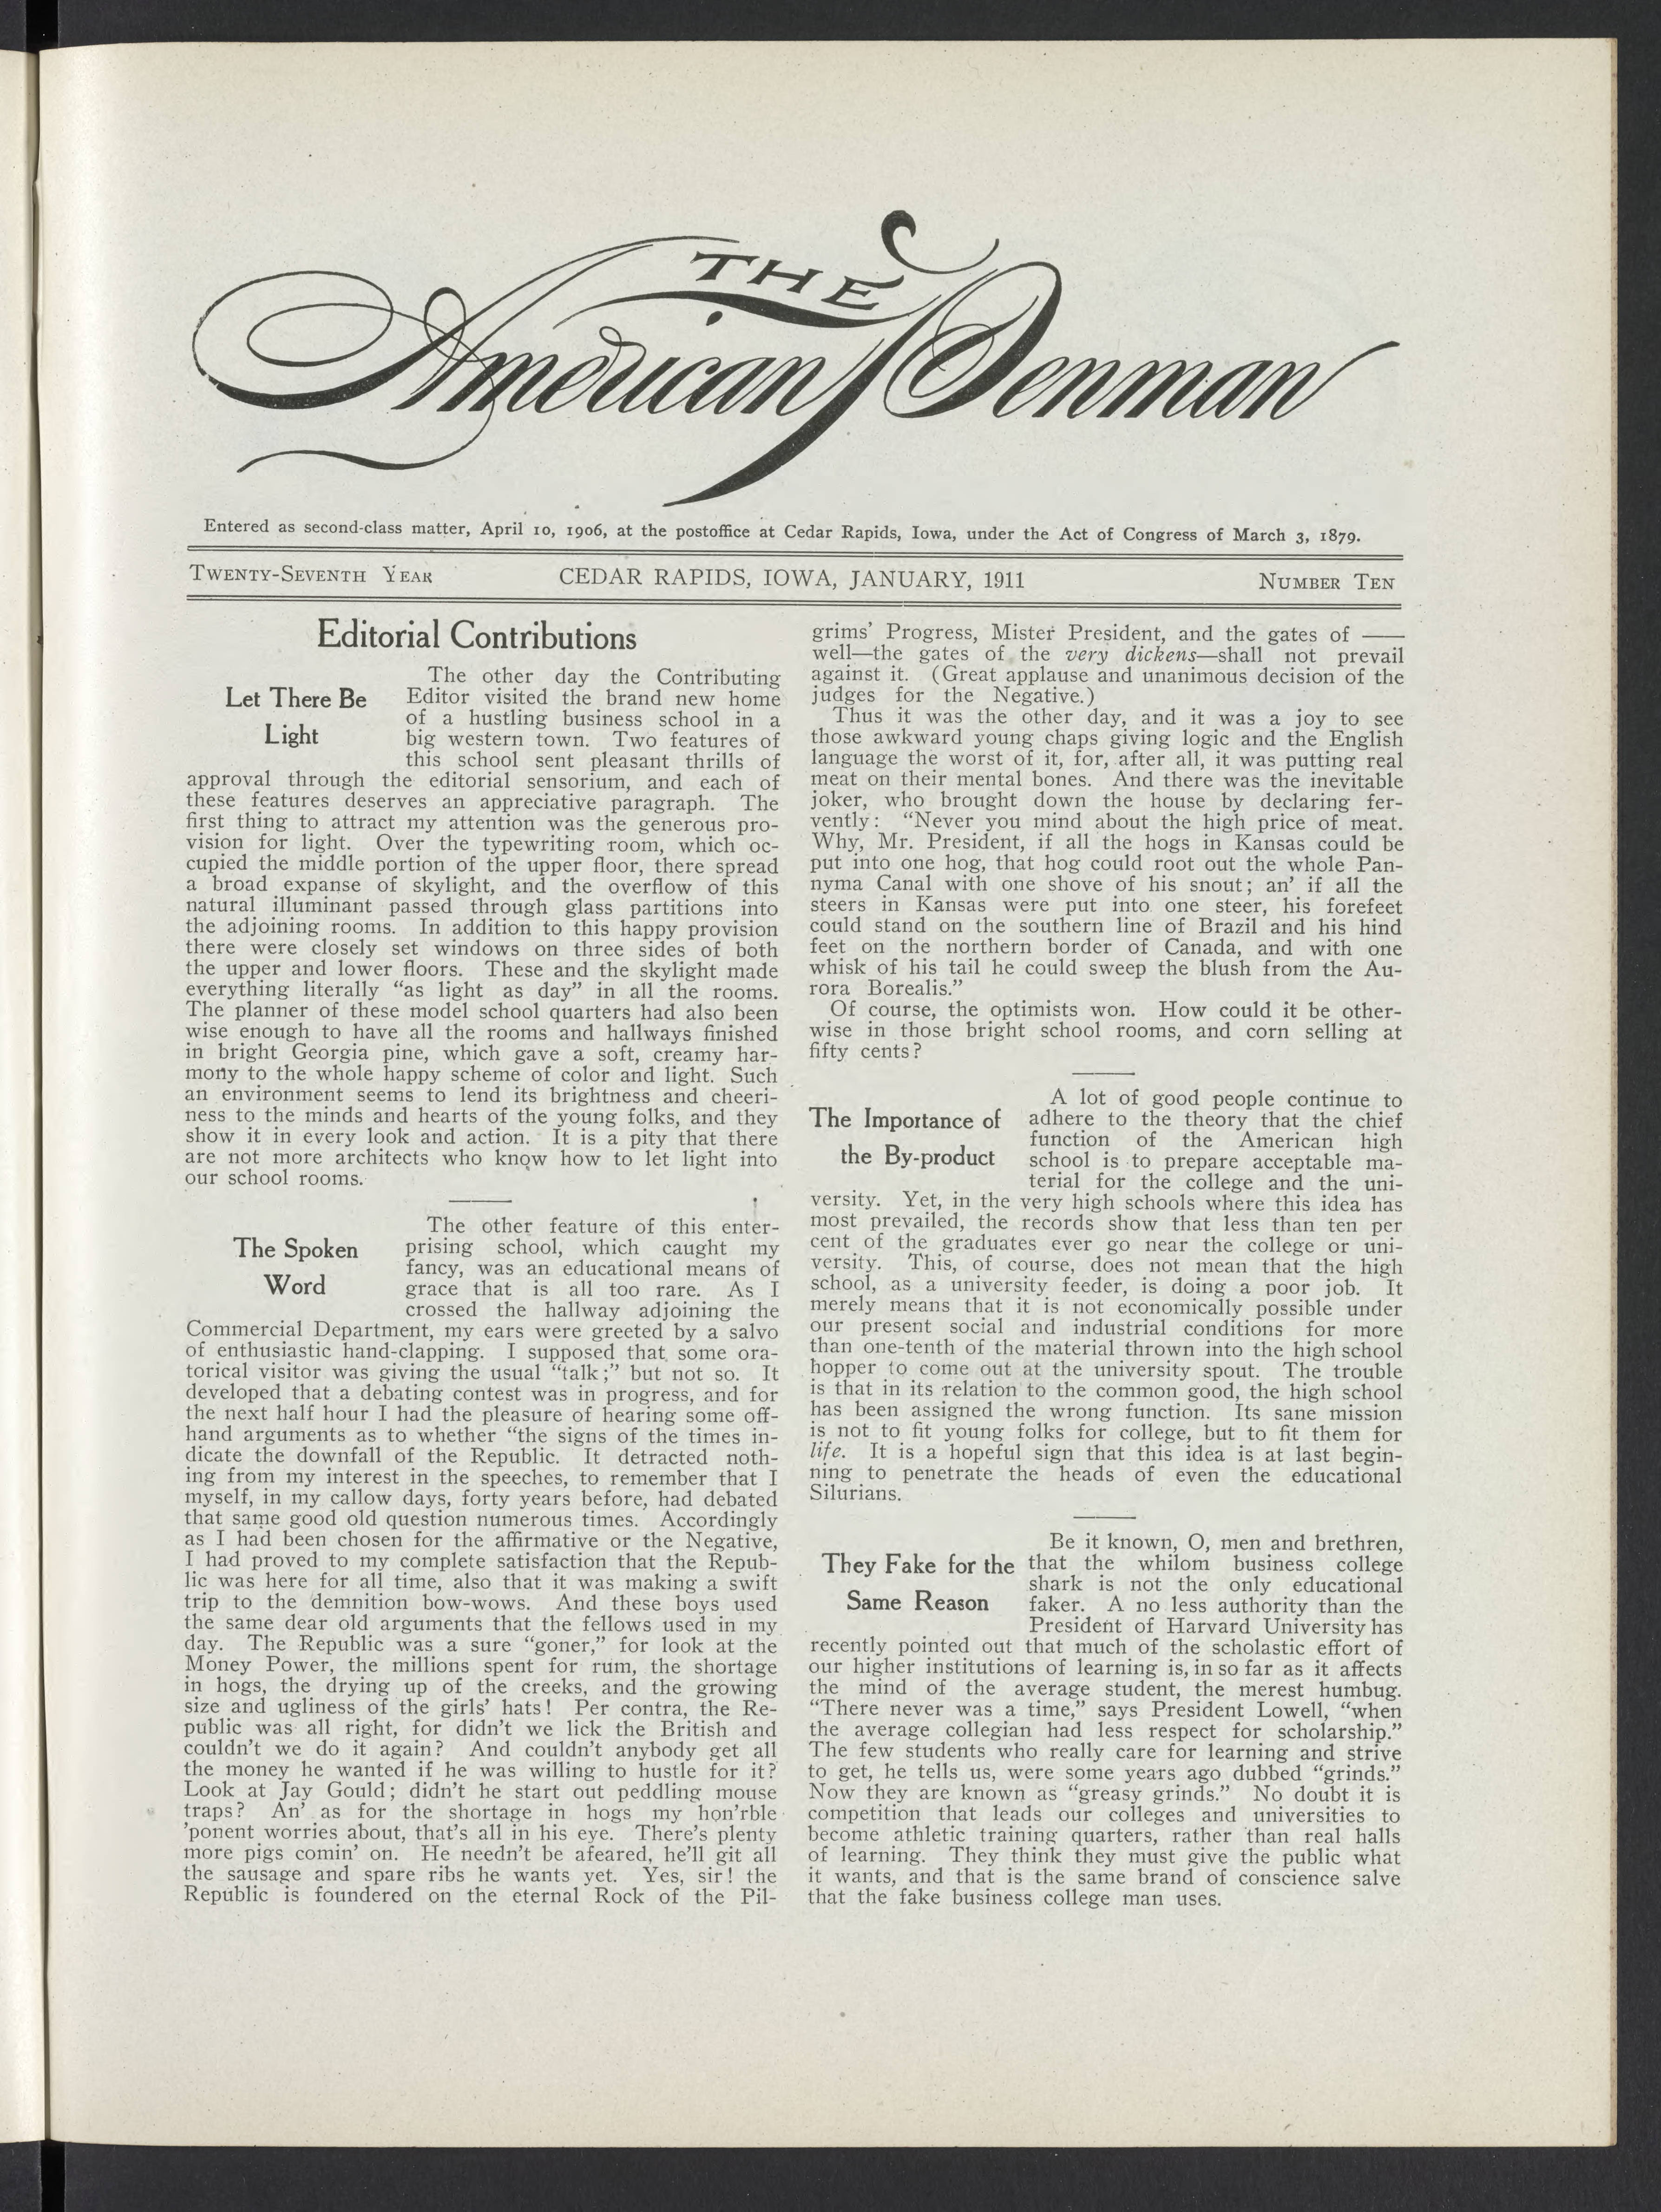 THE
American Penman
Entered as second-class matter, April 10, 1906, at the postoffice at Cedar Rapids, Iowa, under the Act of Congress of March 3, 1879.
TWENTY-SEVENTH YEAR CEDAR RAPIDS, IOWA, JANUARY, 1911 NUMBER TEN
Editorial Contributions
Let There Be
Light
The other day the Contributing
Editor visited the brand new home
of a hustling business school in a
big western town. Two features of
this school sent pleasant thrills of
approval through the editorial sensorium, and each of
these features deserves an appreciative paragraph. The
first thing to attract my attention was the generous pro-
vision for light. Over the typewriting room, which oc-
cupied the middle portion of the upper floor, there spread
a broad expanse of skylight, and the overflow of this
natural illuminant passed through glass partitions into
the adjoining rooms. In addition to this happy provision
there were closely set windows on three sides of both
the upper and lower floors. These and the skylight made
everything literally “as light as day” in all the rooms.
The planner of these model school quarters had also been
wise enough to have all the rooms and hallways finished
in bright Georgia pine, which gave a soft, creamy har-
mony to the whole happy scheme of color and light. Such
an environment seems to lend its brightness and cheeri-
ness to the minds and hearts of the young folks, and they
show it in every look and action. It is a pity that there
are not more architects who know how to let light into
our school rooms.
The Spoken
Word
The other feature of this enter-
prising school, which caught my
fancy, was an educational means of
grace that is all too rare. As I
crossed the hallway adjoining the
Commercial Department, my ears were greeted by a salvo
of enthusiastic hand-clapping. I supposed that some ora-
torical visitor was giving the usual “talk;” but not so. It
developed that a debating contest was in progress, and for
the next half hour I had the pleasure of hearing some off-
hand arguments as to whether “the signs of the times in-
dicate the downfall of the Republic. It detracted noth-
ing from my interest in the speeches, to remember that I
myself, in my callow days, forty years before, had debated
that same good old question numerous times. Accordingly
as I had been chosen for the affirmative or the Negative,
I had proved to my complete satisfaction that the Repub-
lic was here for all time, also that it was making a swift
trip to the demnition bow-wows. And these boys used
the same dear old arguments that the fellows used in my
day. The Republic was a sure “goner,” for look at the
Money Power, the millions spent for rum, the shortage
in hogs, the drying up of the creeks, and the growing
size and ugliness of the girls’ hats! Per contra, the Re-
public was all right, for didn’t we lick the British and
couldn’t we do it again? And couldn’t anybody get all
the money he wanted if he was willing to hustle for it?
Look at Jay Gould; didn’t he start out peddling mouse
traps? An’ as for the shortage in hogs my hon’rble
’ponent worries about, that’s all in his eye. There’s plenty
more pigs comin’ on. He needn’t be afeared, he’ll git all
the sausage and spare ribs he wants yet. Yes, sir! the
Republic is foundered on the eternal Rock of the Pil-
grims’ Progress, Mister President, and the gates of ——
well—the gates of the very dickens—shall not prevail
against it. (Great applause and unanimous decision of the
judges for the Negative.)
Thus it was the other day, and it was a joy to see
those awkward young chaps giving logic and the English
language the worst of it, for, after all, it was putting real
meat on their mental bones. And there was the inevitable
joker, who brought down the house by declaring fer-
vently: “Never you mind about the high price of meat.
Why, Mr. President, if all the hogs in Kansas could be
put into one hog, that hog could root out the whole Pan-
nyma Canal with one shove of his snout; an’ if all the
steers in Kansas were put into one steer, his forefeet
could stand on the southern line of Brazil and his hind
feet on the northern border of Canada, and with one
whisk of his tail he could sweep the blush from the Au-
rora Borealis.”
Of course, the optimists won. How could it be other-
wise in those bright school rooms, and corn selling at
fifty cents?
The Importance of
the By-product
A lot of good people continue to
adhere to the theory that the chief
function of the American high
school is to prepare acceptable ma-
terial for the college and the uni-
versity. Yet, in the very high schools where this idea has
most prevailed, the records show that less than ten per
cent of the graduates ever go near the college or uni-
versity. This, of course, does not mean that the high
school, as a university feeder, is doing a poor job. It
merely means that it is not economically possible under
our present social and industrial conditions for more
than one-tenth of the material thrown into the high school
hopper to come out at the university spout. The trouble
is that in its relation to the common good, the high school
has been assigned the wrong function. Its sane mission
is not to fit young folks for college, but to fit them for
life. It is a hopeful sign that this idea is at last begin-
ning to penetrate the heads of even the educational
Silurians.
They Fake for the
Same Reason
Be it known, O, men and brethren,
that the whilom business college
shark is not the only educational
faker. A no less authority than the
President of Harvard University has
recently pointed out that much of the scholastic effort of
our higher institutions of learning is, in so far as it affects
the mind of the average student, the merest humbug.
“There never was a time,” says President Lowell, “when
the average collegian had less respect for scholarship.”
The few students who really care for learning and strive
to get, he tells us, were some years ago dubbed “grinds.”
Now they are known as “greasy grinds.” No doubt it is
competition that leads our colleges and universities to
become athletic training quarters, rather than real halls
of learning. They think they must give the public what
it wants, and that is the same brand of conscience salve
that the fake business college man uses.